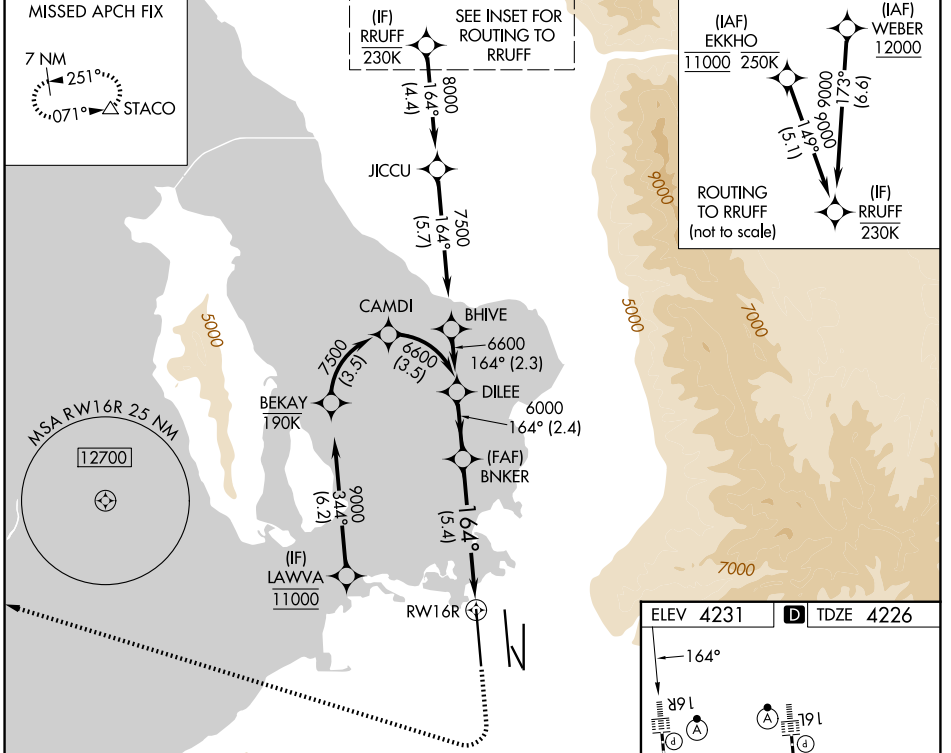 MISSED APCH FIX
7 NM
251°
071°
STACO
(IF)
RRUFF
230K
SEE INSET FOR
ROUTING TO
RRUFF
8000
164°
(4.4)
JICCU
7500
164°
(5.7)
(IAF)
EKKHO
11000 250K
(IAF)
WEBER
12000
9000
149°
(5.1)
9000
173°
(6.6)
ROUTING
TO RRUFF
(not to scale)
(IF)
RRUFF
230K
9000
5000
7000
5000
7000
CAMDI
BHIVE
7500
(3.5)
6600
(3.5)
6600
164° (2.3)
BEKAY
190K
DILEE
6000
164° (2.4)
(FAF)
BNKER
MSA RW16R 25 NM
12700
9000
344°
(6.2)
164°
(5.4)
(IF)
LAWVA
11000
RW16R
ELEV 4231
D
TDZE 4226
164°
16R
A
P
A
16L
P